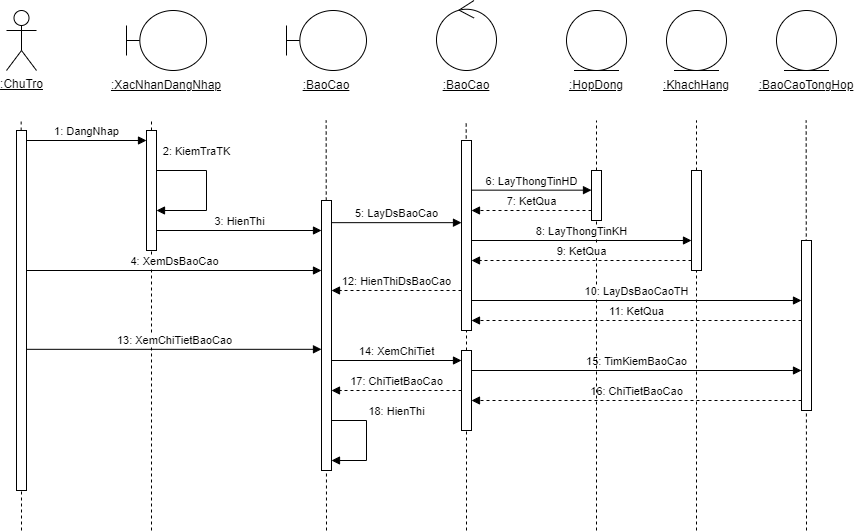 :ChuTro
:XacNhanDangNhap
:BaoCao
:BaoCao
:HopDong
:KhachHang
:BaoCaoTongHop
1: DangNhap
2: KiemTraTK
3: HienThi
4: XemDsBaoCao
5: LayDsBaoCao
6: LayThongTinHD
7: KetQua
8: LayThongTinKH
9: KetQua
10: LayDsBaoCaoTH
11: KetQua
12: HienThiDsBaoCao
13: XemChiTietBaoCao
14: XemChiTiet
15: TimKiemBaoCao
16: ChiTietBaoCao
17: ChiTietBaoCao
18: HienThi